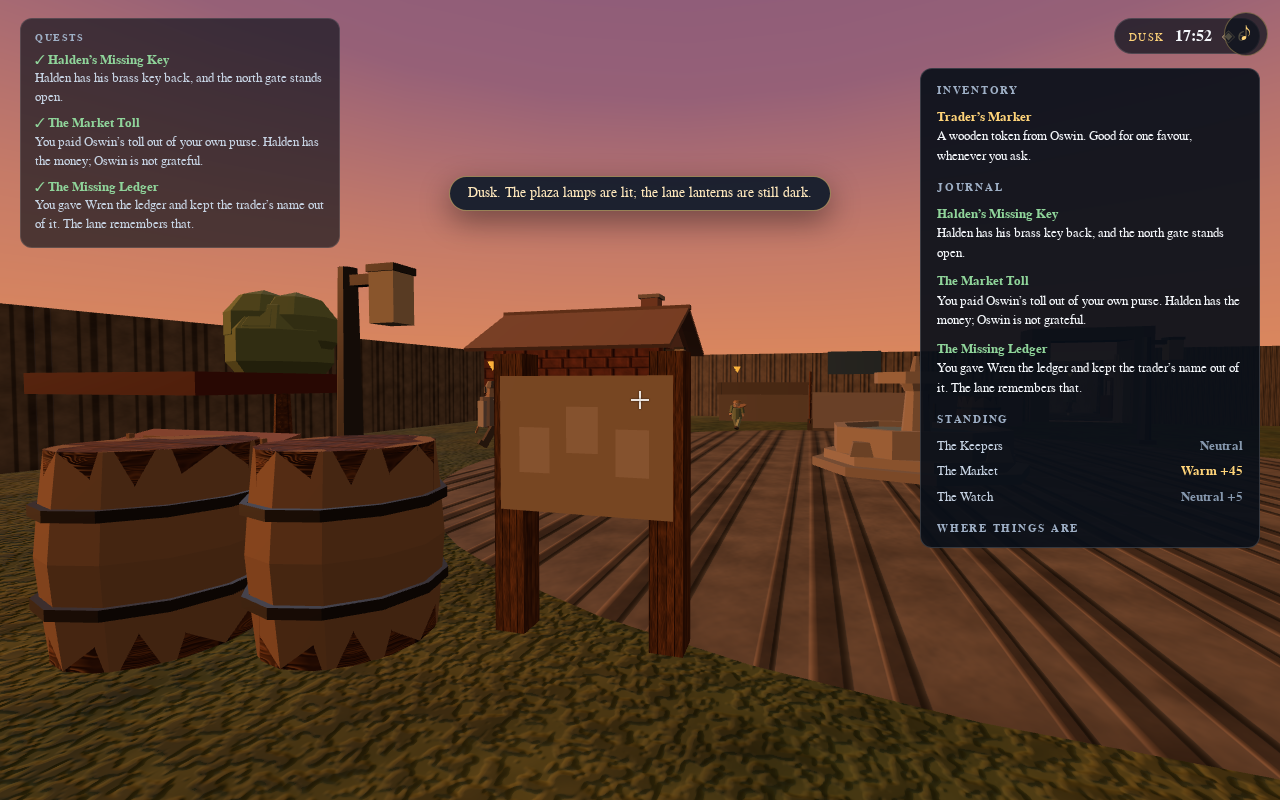 QUESTS
✓ Halden's Missing Key
Halden has his brass key back, and the north gate stands
open.
✓ The Market Toll
You paid Oswin's toll out of your own purse. Halden has
the money; Oswin is not grateful.
✓ The Missing Ledger
You gave Wren the ledger and kept the trader's name out
of it. The lane remembers that.
Dusk. The plaza lamps are lit; the lane lanterns are still dark.
DUSK 17:52
INVENTORY
Trader's Marker
A wooden token from Oswin. Good for one favour,
whenever you ask.
JOURNAL
Halden's Missing Key
Halden has his brass key back, and the north gate stands
open.
The Market Toll
You paid Oswin's toll out of your own purse. Halden has the
money; Oswin is not grateful.
The Missing Ledger
You gave Wren the ledger and kept the trader's name out of
it. The lane remembers that.
STANDING
The Keepers Neutral
The Market Warm +45
The Watch Neutral +5
WHERE THINGS ARE